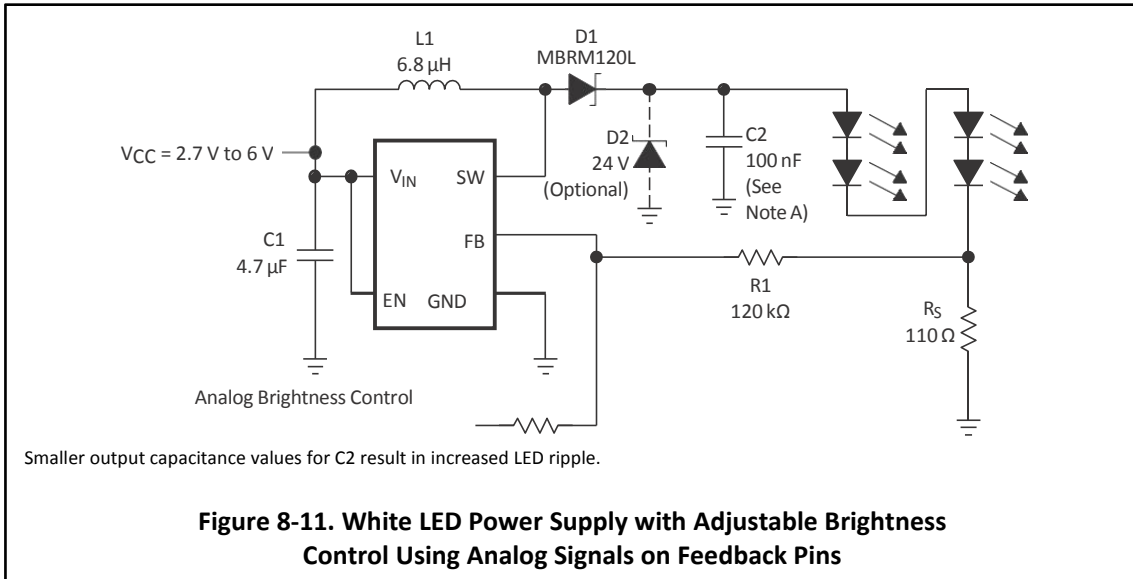 L1
6.8 µH
D1
MBRM120L
VCC = 2.7 V to 6 V
VIN
SW
D2
24 V
(Optional)
C2
100 nF
(See
Note A)
FB
C1
4.7 µF
EN
GND
R1
120 kΩ
RS
110 Ω
Analog Brightness Control
Smaller output capacitance values for C2 result in increased LED ripple.
Figure 8-11. White LED Power Supply with Adjustable Brightness
Control Using Analog Signals on Feedback Pins